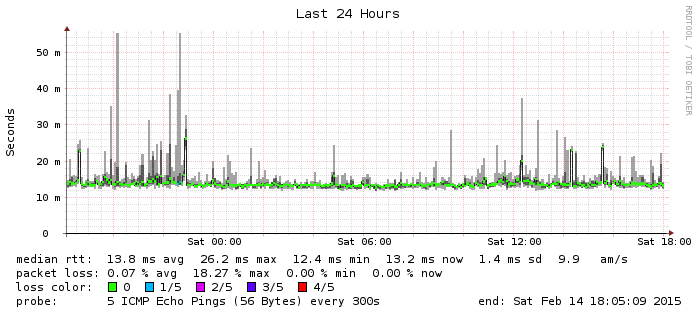 Last 24 Hours
RRDTOOL / TOBI OETIKER
Seconds
50 m
40 m
30 m
20 m
10 m
0
Sat 00:00 Sat 06:00 Sat 12:00 Sat 18:00
median rtt: 13.8 ms avg 26.2 ms max 12.4 ms min 13.2 ms now 1.4 ms sd 9.9 am/s
packet loss: 0.07 % avg 18.27 % max 0.00 % min 0.00 % now
loss color: 0 1/5 2/5 3/5 4/5
probe: 5 ICMP Echo Pings (56 Bytes) every 300s end: Sat Feb 14 18:05:09 2015